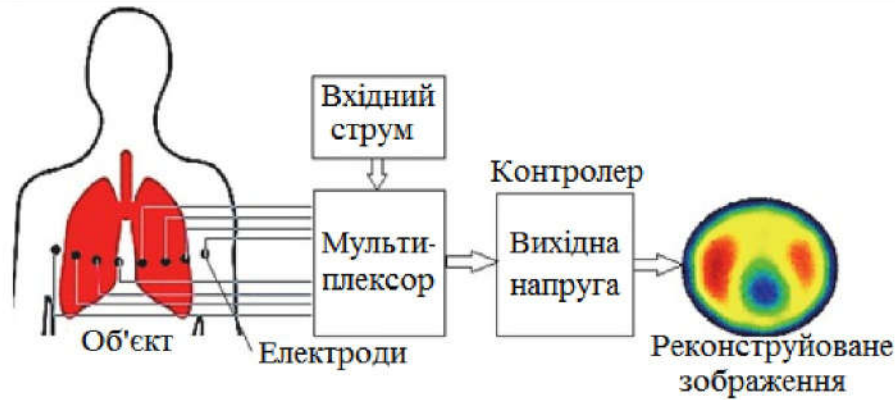 Вхідний
струм
Контролер
Мульти-
плексор
Вихідна
напруга
Об'єкт
Електроди
Реконструйоване
зображення